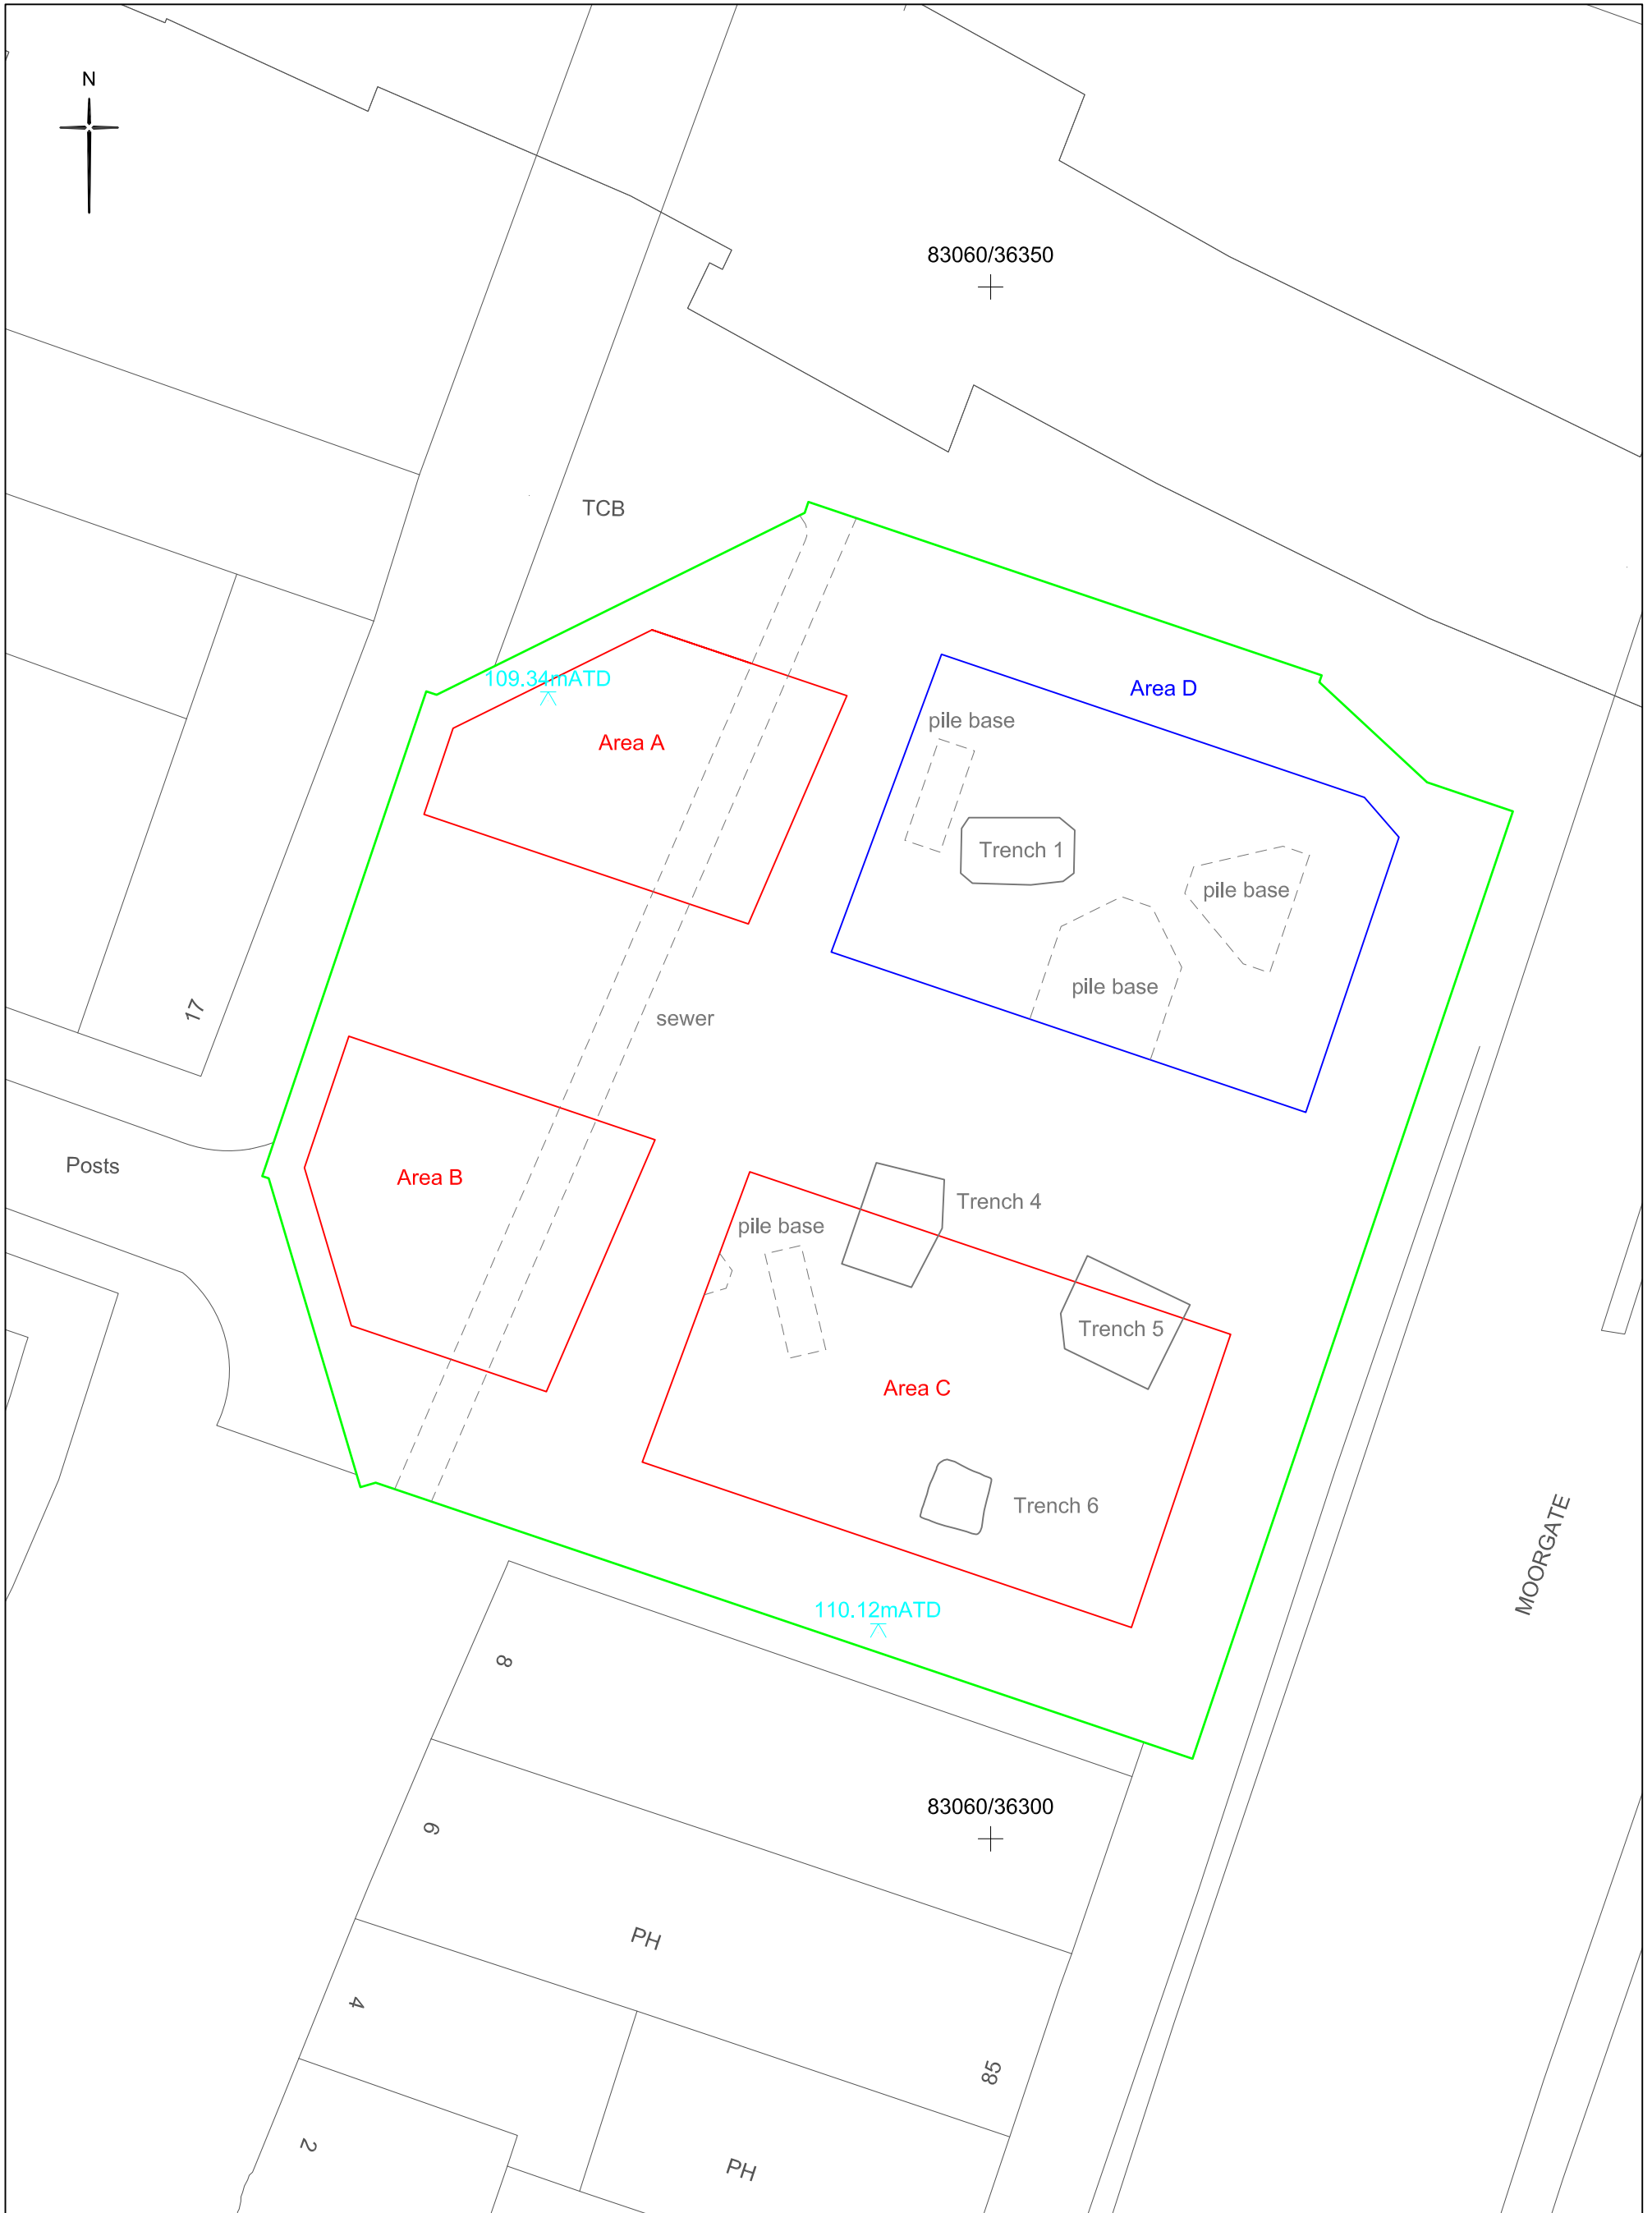 N
83060/36350
TCB
109.34mATD
Area A
Area D
pile base
Trench 1
pile base
pile base
17
sewer
Posts
Area B
Trench 4
pile base
Trench 5
Area C
Trench 6
MOORGATE
110.12mATD
8
83060/36300
6
PH
4
85
2
PH